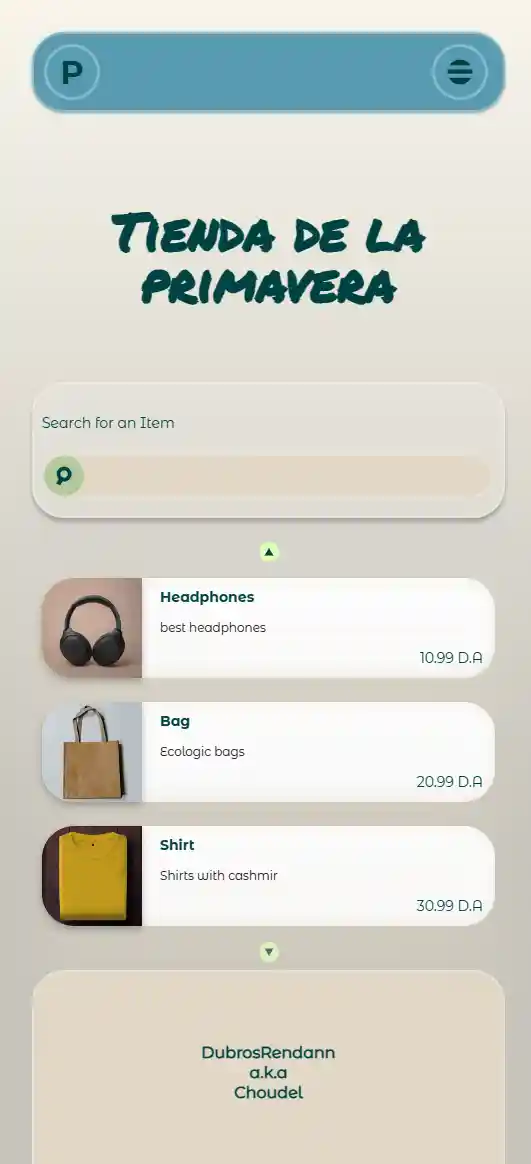 P
TIENDA DE LA
PRIMAVERA
Search for an Item
Headphones
best headphones
10.99 D.A
Bag
Ecologic bags
20.99 D.A
Shirt
Shirts with cashmir
30.99 D.A
DubrosRendann
a.k.a
Choudel